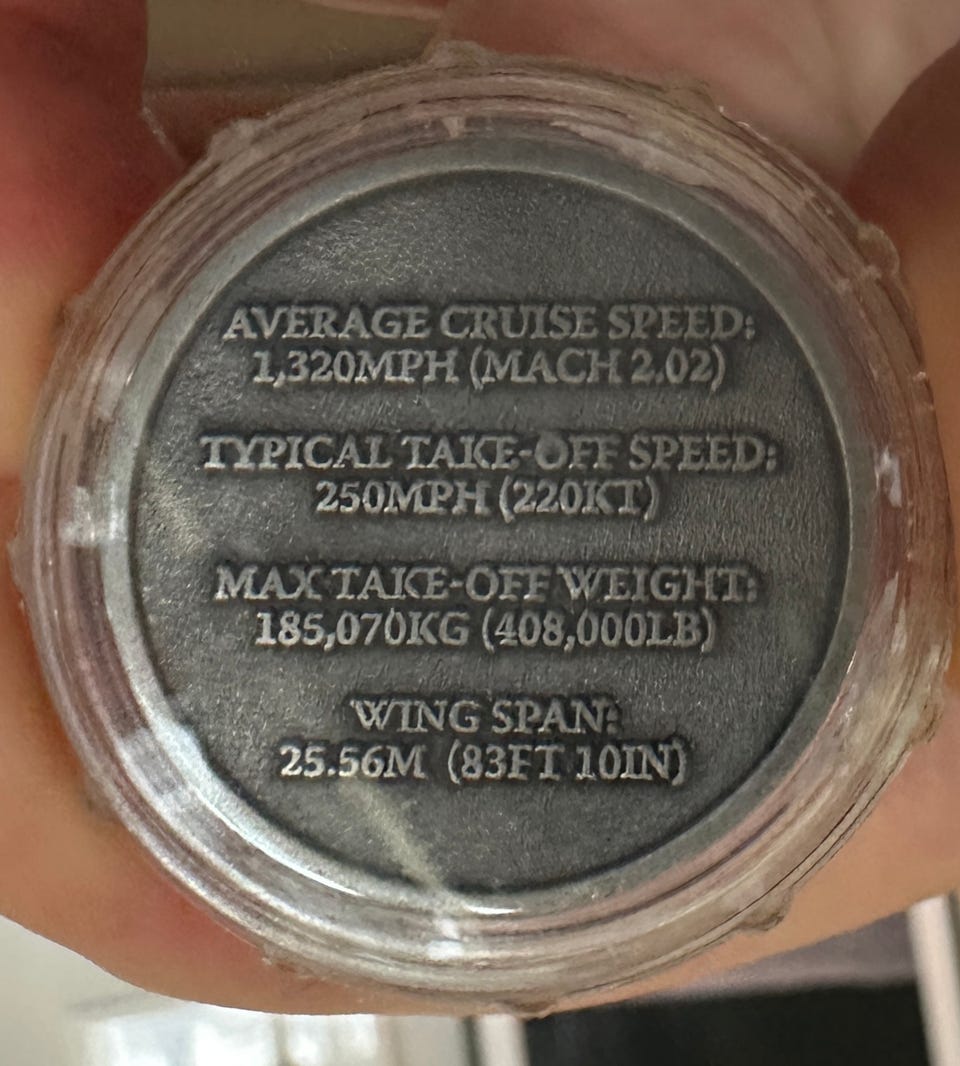 AVERAGE CRUISE SPEED:
1,320MPH (MACH 2.02)
TYPICAL TAKE-OFF SPEED:
250MPH (220KT)
MAX TAKE-OFF WEIGHT:
185,070KG (408,000LB)
WING SPAN:
25.56M (83FT 10IN)